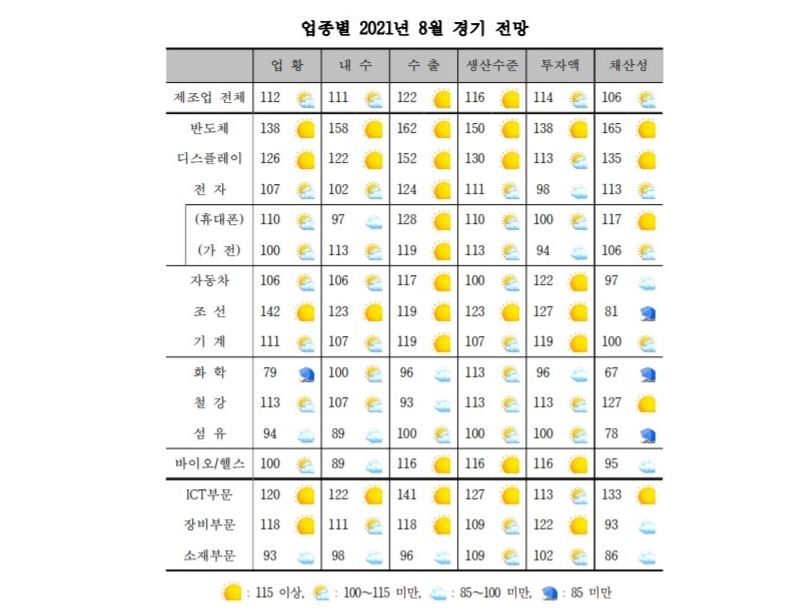 업종별 2021년 8월 경기 전망
업 황 내 수 수 출 생산수준 투자액 채산성
제조업 전체 112 111 122 116 114 106
반도체 138 158 162 150 138 165
디스플레이 126 122 152 130 113 135
전 자 107 102 124 111 98 113
(휴대폰) 110 97 128 110 100 117
(가 전) 100 113 119 113 94 106
자동차 106 106 117 100 122 97
조 선 142 123 119 123 127 81
기 계 111 107 119 107 119 100
화 학 79 100 96 113 96 67
철 강 113 107 93 113 113 127
섬 유 94 89 100 100 100 78
바이오/헬스 100 89 116 116 116 95
ICT부문 120 122 141 127 113 133
장비부문 118 111 118 109 122 93
소재부문 93 98 96 109 102 86
: 115 이상, : 100~115 미만, : 85~100 미만, : 85 미만